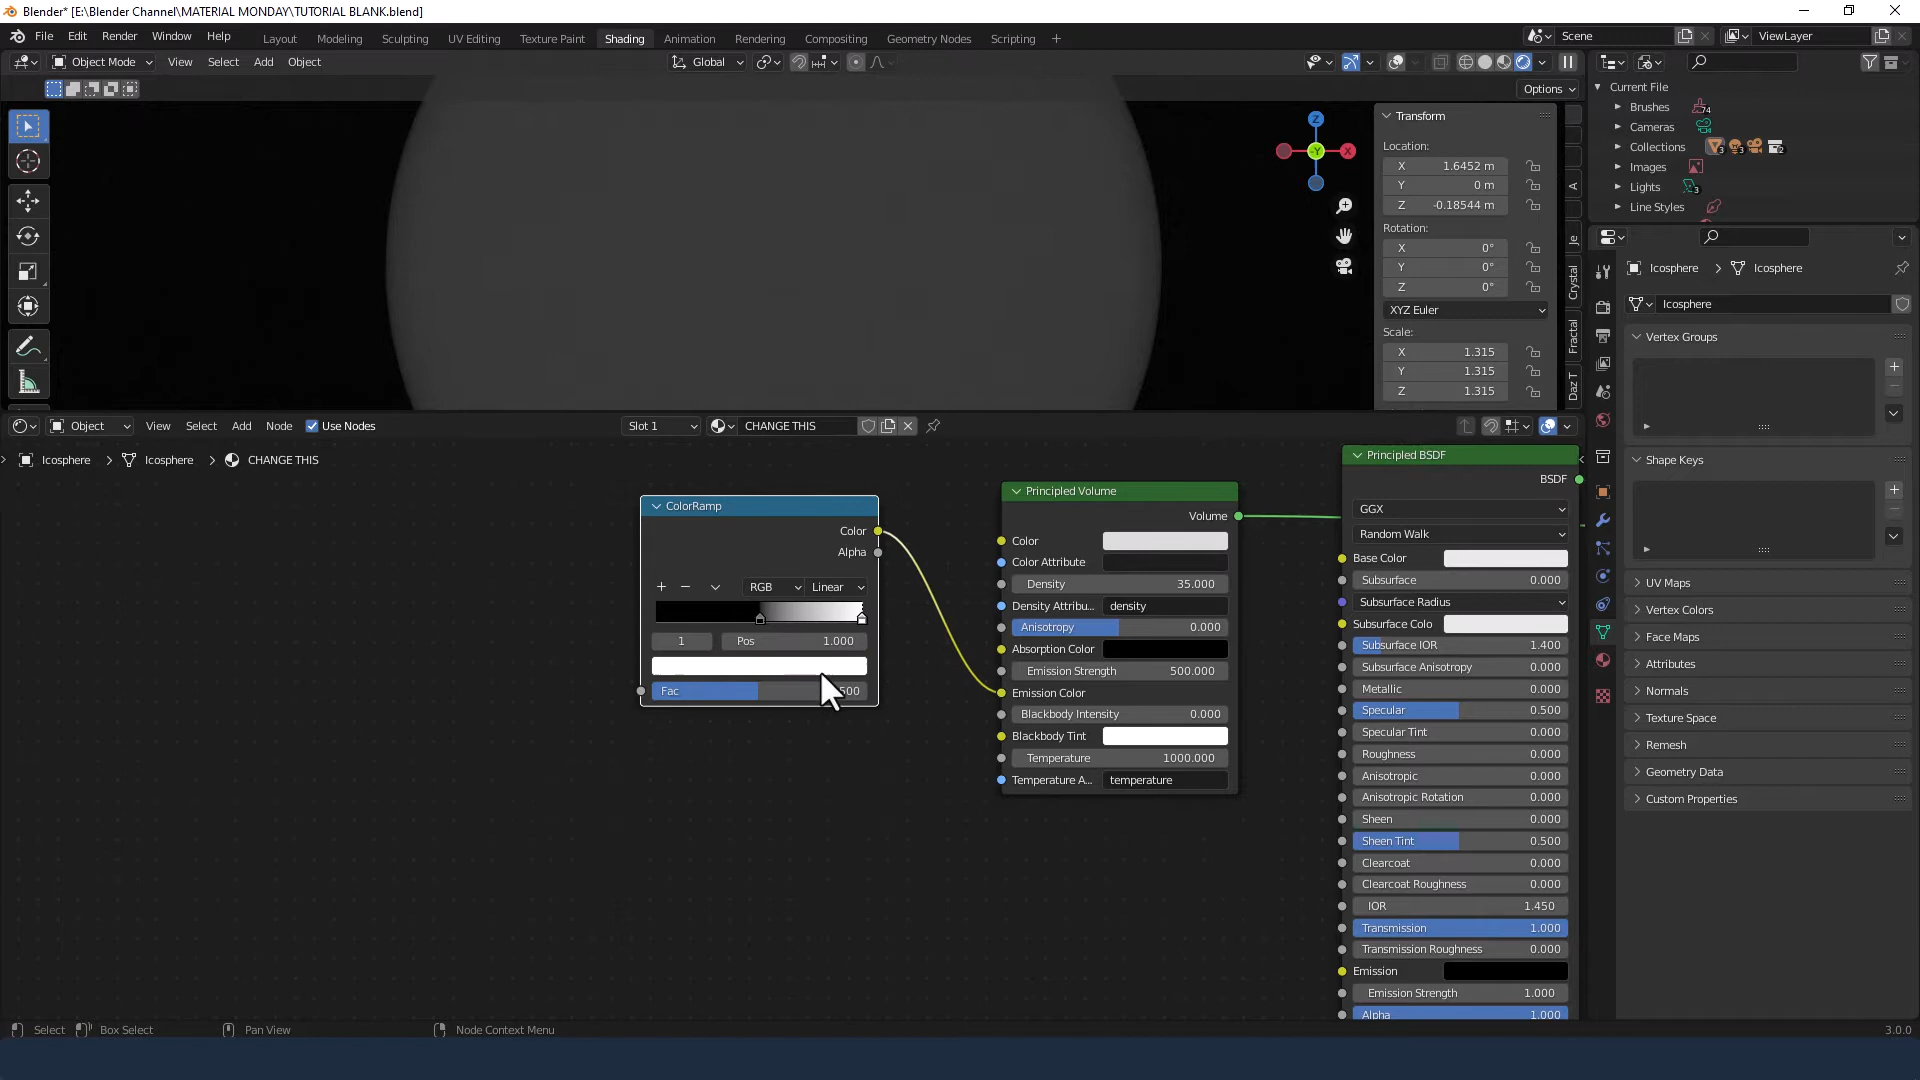 Blender* [E:\Blender Channel\MATERIAL MONDAY\TUTORIAL BLANK.blend]
File Edit Render Window Help Layout Modeling Sculpting UV Editing Texture Paint Shading Animation Rendering Compositing Geometry Nodes Scripting + Scene ViewLayer
Object Mode View Select Add Object Global
Options
Z
X
-Y
Transform
Location:
X 1.6452 m
Y 0 m
Z -0.18544 m
Rotation:
X 0°
Y 0°
Z 0°
XYZ Euler
Scale:
X 1.315
Y 1.315
Z 1.315
A
Je
Crystal
Fractal
Daz T
Current File
Brushes 74
Cameras
Collections 3 3 2
Images
Lights 3
Line Styles
Icosphere > Icosphere
Icosphere
Vertex Groups
Shape Keys
UV Maps
Vertex Colors
Face Maps
Attributes
Normals
Texture Space
Remesh
Geometry Data
Custom Properties
Object View Select Add Node Use Nodes Slot 1 CHANGE THIS
Icosphere > Icosphere > CHANGE THIS
ColorRamp
Color
Alpha
+ − RGB Linear
1 Pos 1.000
Fac 500
Principled Volume
Volume
Color
Color Attribute
Density 35.000
Density Attribu... density
Anisotropy 0.000
Absorption Color
Emission Strength 500.000
Emission Color
Blackbody Intensity 0.000
Blackbody Tint
Temperature 1000.000
Temperature A... temperature
Principled BSDF
BSDF
GGX
Random Walk
Base Color
Subsurface 0.000
Subsurface Radius
Subsurface Colo
Subsurface IOR 1.400
Subsurface Anisotropy 0.000
Metallic 0.000
Specular 0.500
Specular Tint 0.000
Roughness 0.000
Anisotropic 0.000
Anisotropic Rotation 0.000
Sheen 0.000
Sheen Tint 0.500
Clearcoat 0.000
Clearcoat Roughness 0.000
IOR 1.450
Transmission 1.000
Transmission Roughness 0.000
Emission
Emission Strength 1.000
Alpha 1.000
Select Box Select Pan View Node Context Menu 3.0.0